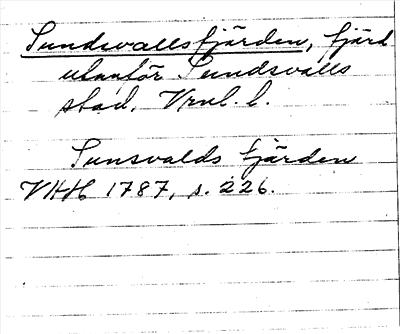 Sundsvallsfjärden, fjärd
utanför Sundsvalls
stad, Vrnl. l.
Sunsvalds fjärden
VHH 1787, s. 226.